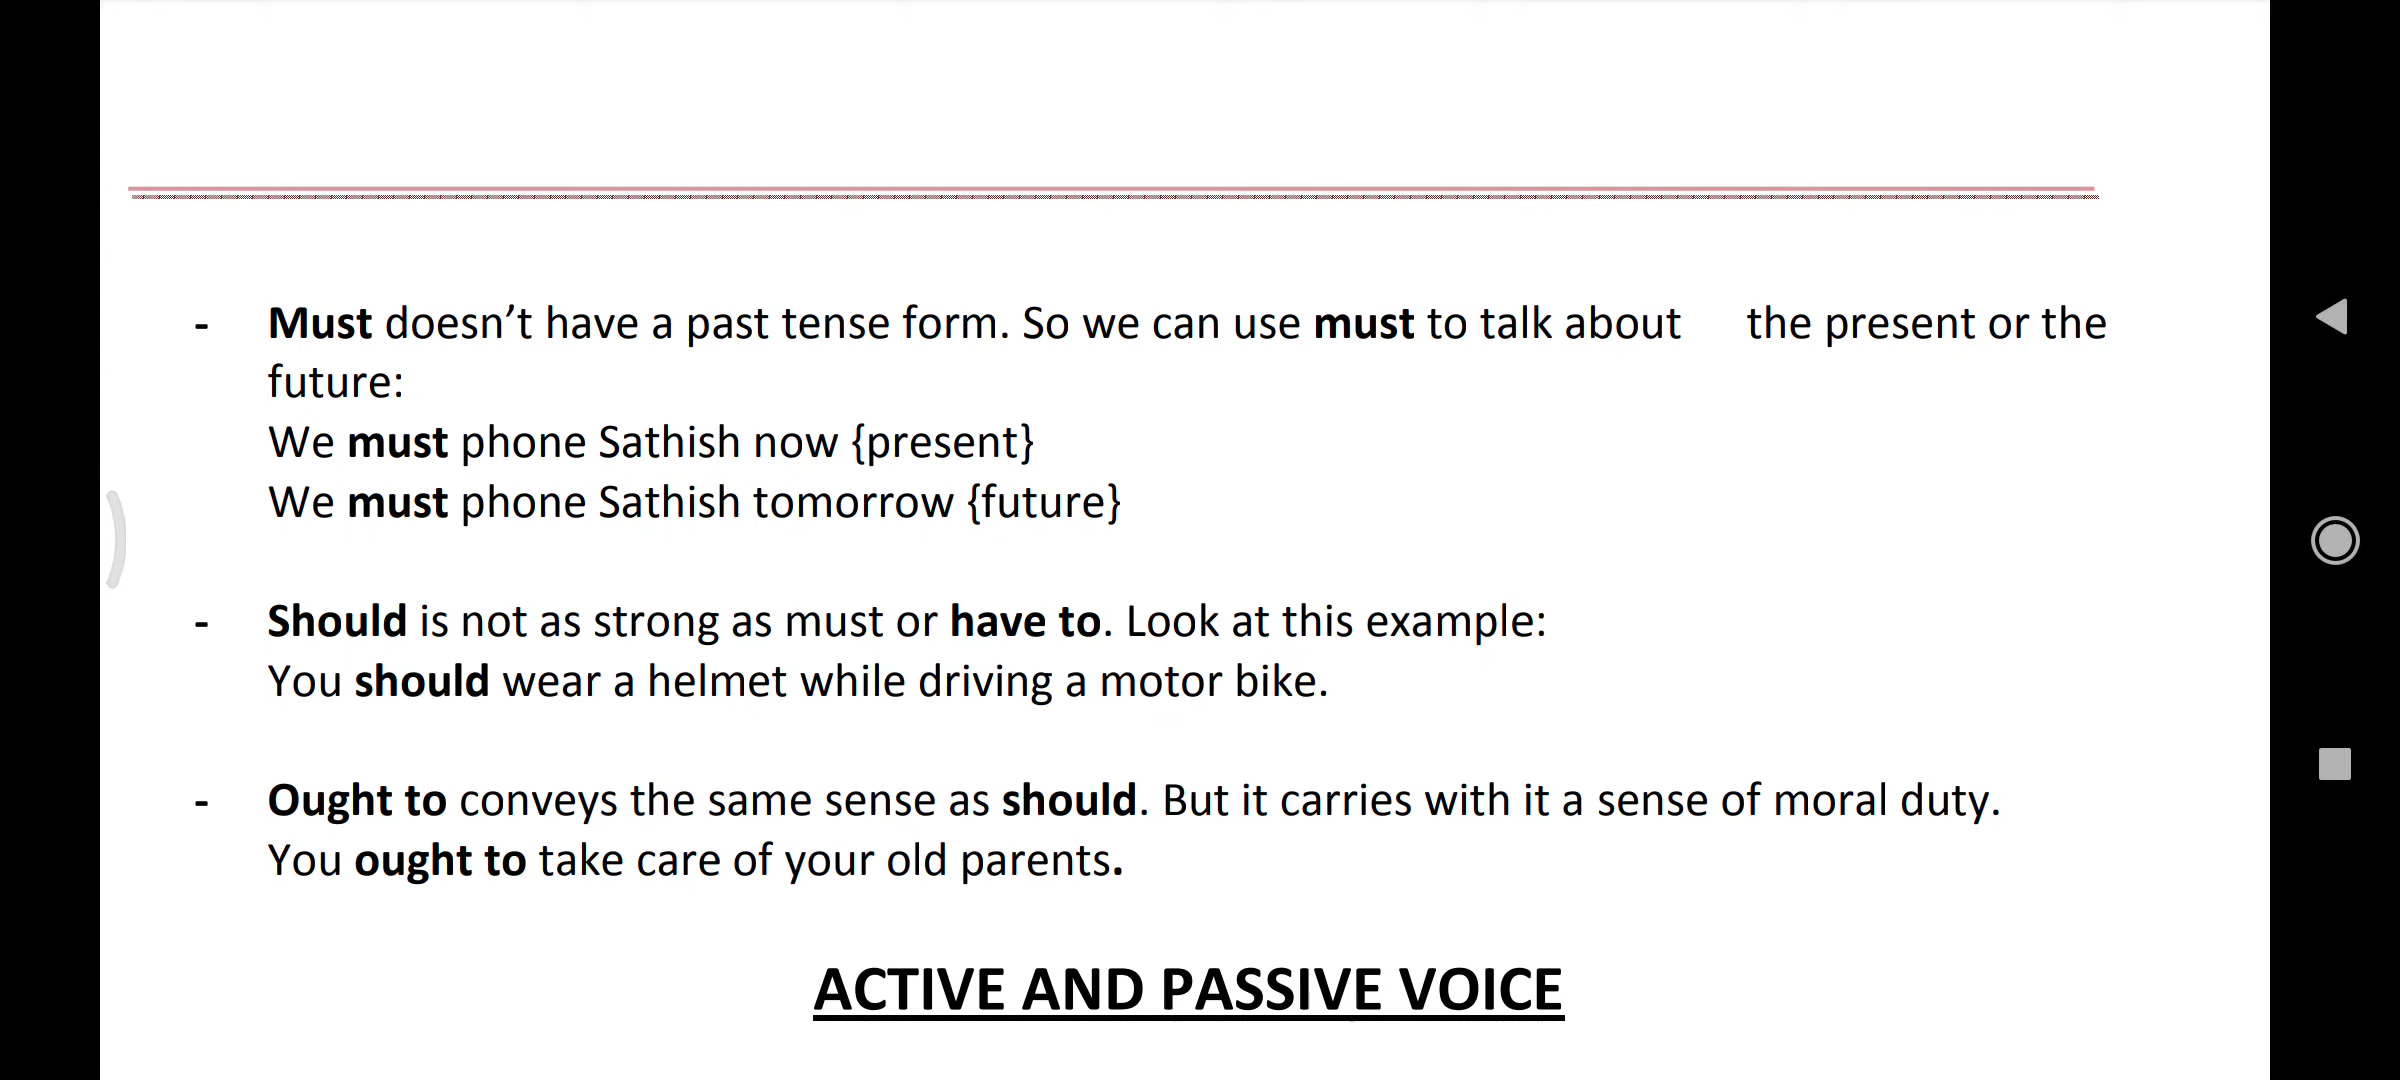 - Must doesn’t have a past tense form. So we can use must to talk about the present or the
future:
We must phone Sathish now {present}
We must phone Sathish tomorrow {future}
- Should is not as strong as must or have to. Look at this example:
You should wear a helmet while driving a motor bike.
- Ought to conveys the same sense as should. But it carries with it a sense of moral duty.
You ought to take care of your old parents.
ACTIVE AND PASSIVE VOICE